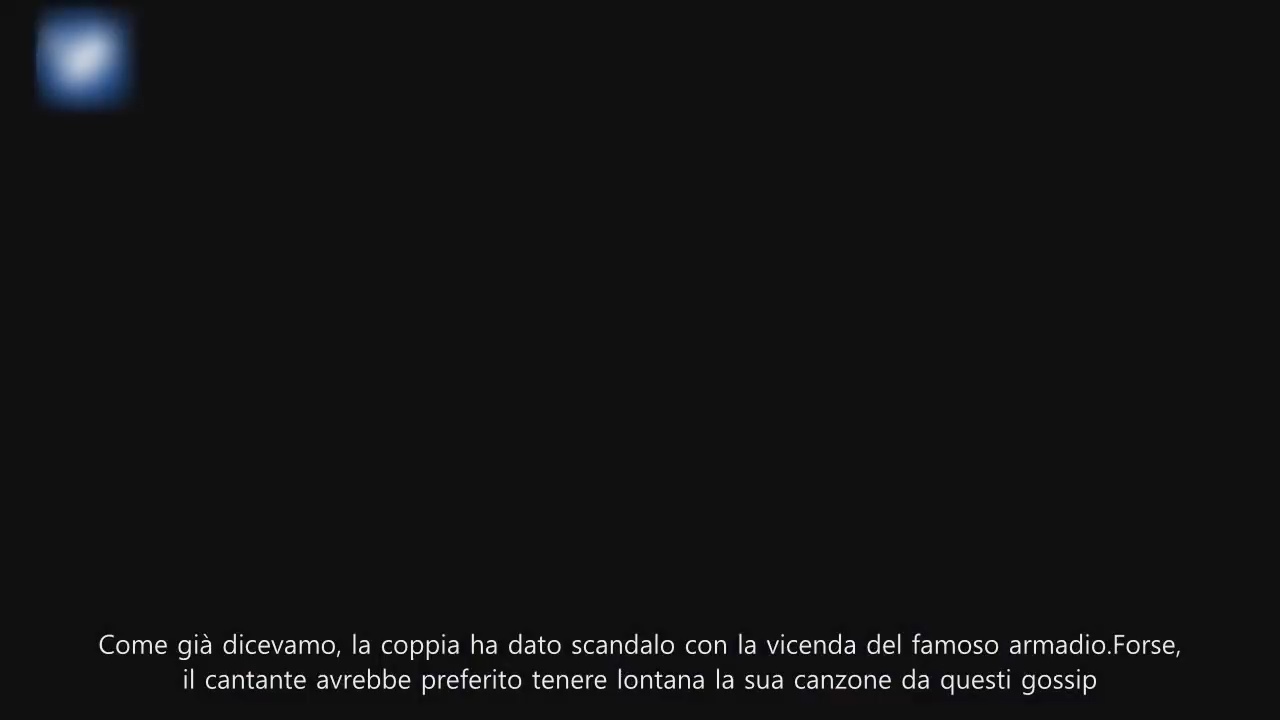 Come già dicevamo, la coppia ha dato scandalo con la vicenda del famoso armadio.Forse,
il cantante avrebbe preferito tenere lontana la sua canzone da questi gossip